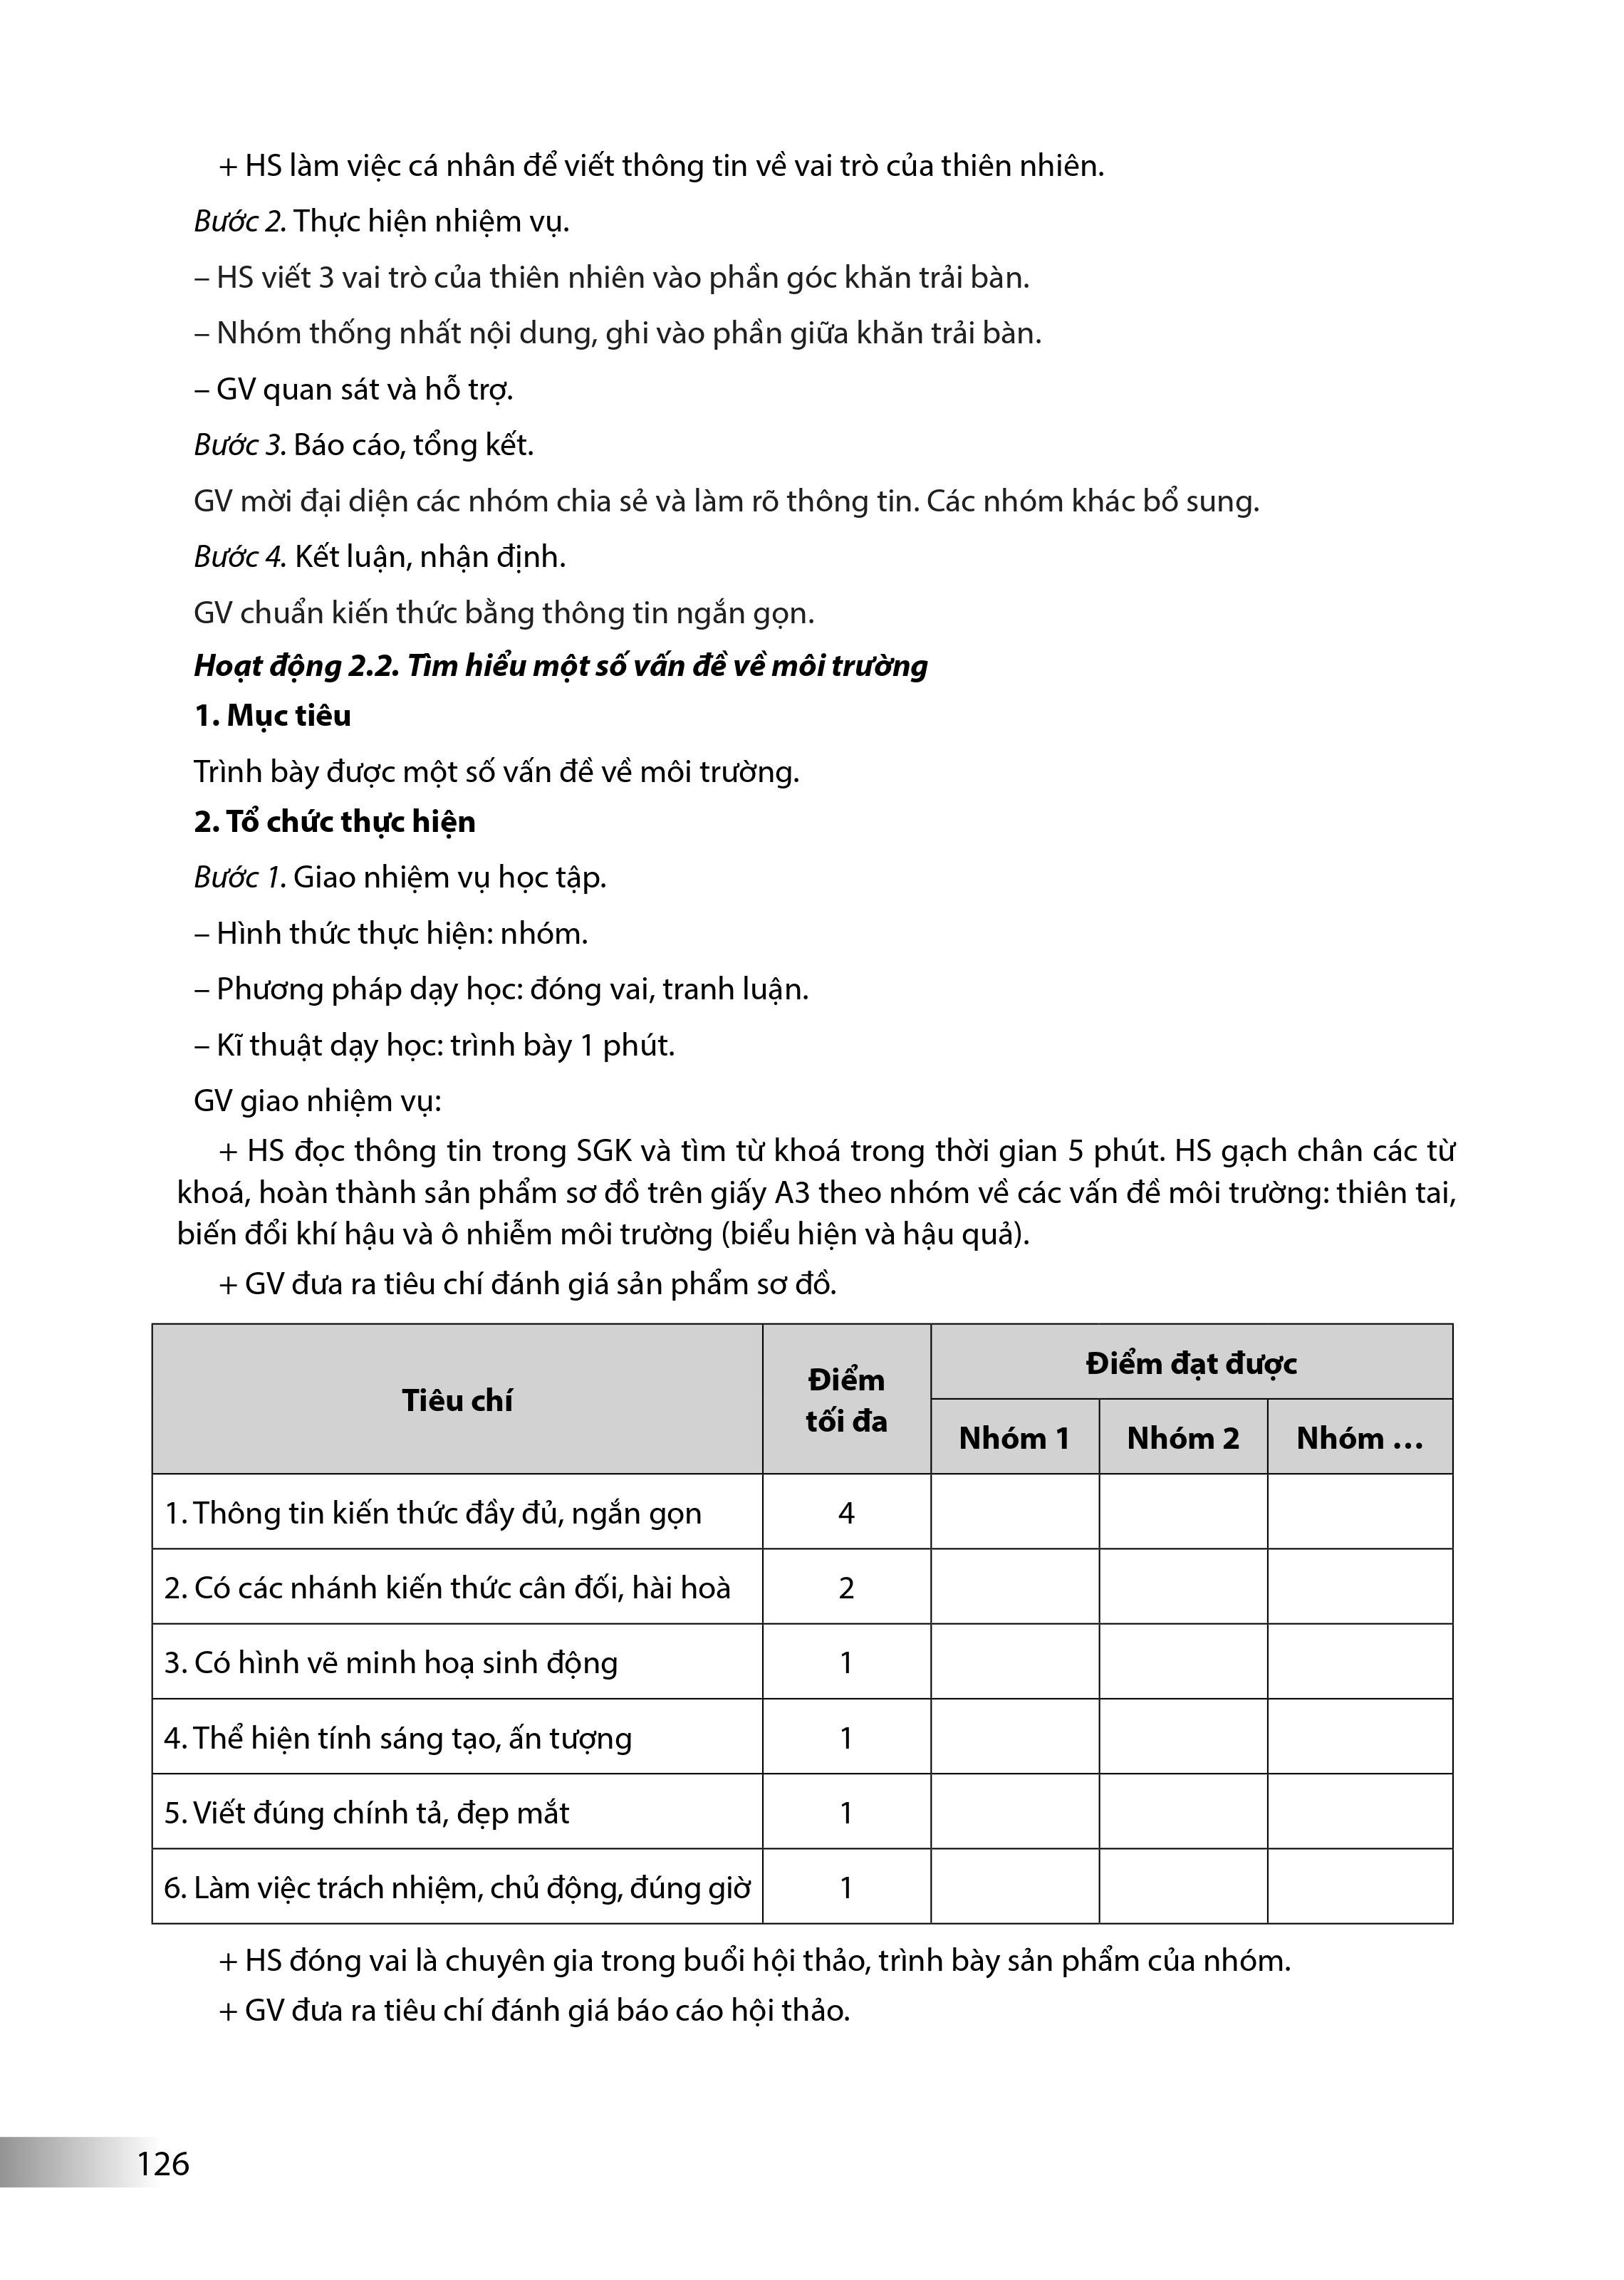 + HS làm việc cá nhân để viết thông tin về vai trò của thiên nhiên.
Bước 2. Thực hiện nhiệm vụ.
– HS viết 3 vai trò của thiên nhiên vào phần góc khăn trải bàn.
– Nhóm thống nhất nội dung, ghi vào phần giữa khăn trải bàn.
– GV quan sát và hỗ trợ.
Bước 3. Báo cáo, tổng kết.
GV mời đại diện các nhóm chia sẻ và làm rõ thông tin. Các nhóm khác bổ sung.
Bước 4. Kết luận, nhận định.
GV chuẩn kiến thức bằng thông tin ngắn gọn.
Hoạt động 2.2. Tìm hiểu một số vấn đề về môi trường
1. Mục tiêu
Trình bày được một số vấn đề về môi trường.
2. Tổ chức thực hiện
Bước 1. Giao nhiệm vụ học tập.
– Hình thức thực hiện: nhóm.
– Phương pháp dạy học: đóng vai, tranh luận.
– Kĩ thuật dạy học: trình bày 1 phút.
GV giao nhiệm vụ:
+ HS đọc thông tin trong SGK và tìm từ khoá trong thời gian 5 phút. HS gạch chân các từ
khoá, hoàn thành sản phẩm sơ đồ trên giấy A3 theo nhóm về các vấn đề môi trường: thiên tai,
biến đổi khí hậu và ô nhiễm môi trường (biểu hiện và hậu quả).
+ GV đưa ra tiêu chí đánh giá sản phẩm sơ đồ.
Tiêu chí
Điểm
tối đa
Điểm đạt được
Nhóm 1
Nhóm 2
Nhóm …
1. Thông tin kiến thức đầy đủ, ngắn gọn
4
2. Có các nhánh kiến thức cân đối, hài hoà
2
3. Có hình vẽ minh hoạ sinh động
1
4. Thể hiện tính sáng tạo, ấn tượng
1
5. Viết đúng chính tả, đẹp mắt
1
6. Làm việc trách nhiệm, chủ động, đúng giờ
1
+ HS đóng vai là chuyên gia trong buổi hội thảo, trình bày sản phẩm của nhóm.
+ GV đưa ra tiêu chí đánh giá báo cáo hội thảo.
126